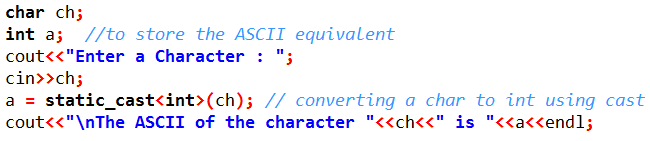 char ch;
int a;  //to store the ASCII equivalent
cout<<"Enter a Character : ";
cin>>ch;
a = static_cast<int>(ch); // converting a char to int using cast
cout<<"\nThe ASCII of the character "<<ch<<" is "<<a<<endl;